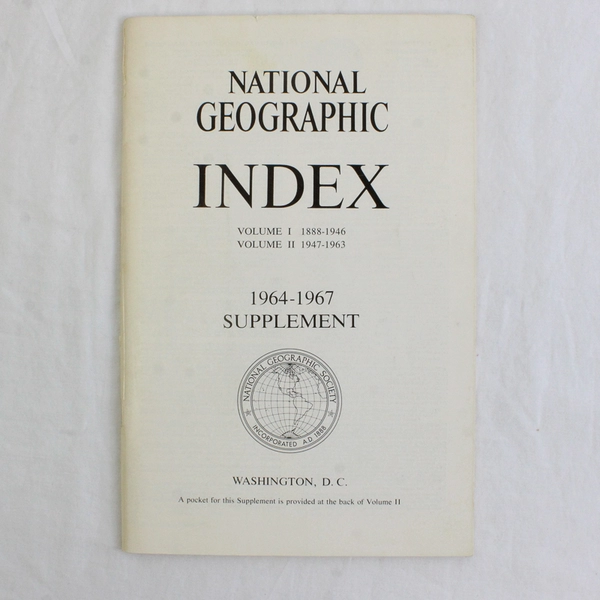 NATIONAL
GEOGRAPHIC
INDEX
VOLUME I 1888-1946
VOLUME II 1947-1963
1964-1967
SUPPLEMENT
NATIONAL GEOGRAPHIC SOCIETY
INCORPORATED A.D. 1888
WASHINGTON, D. C.
A pocket for this Supplement is provided at the back of Volume II